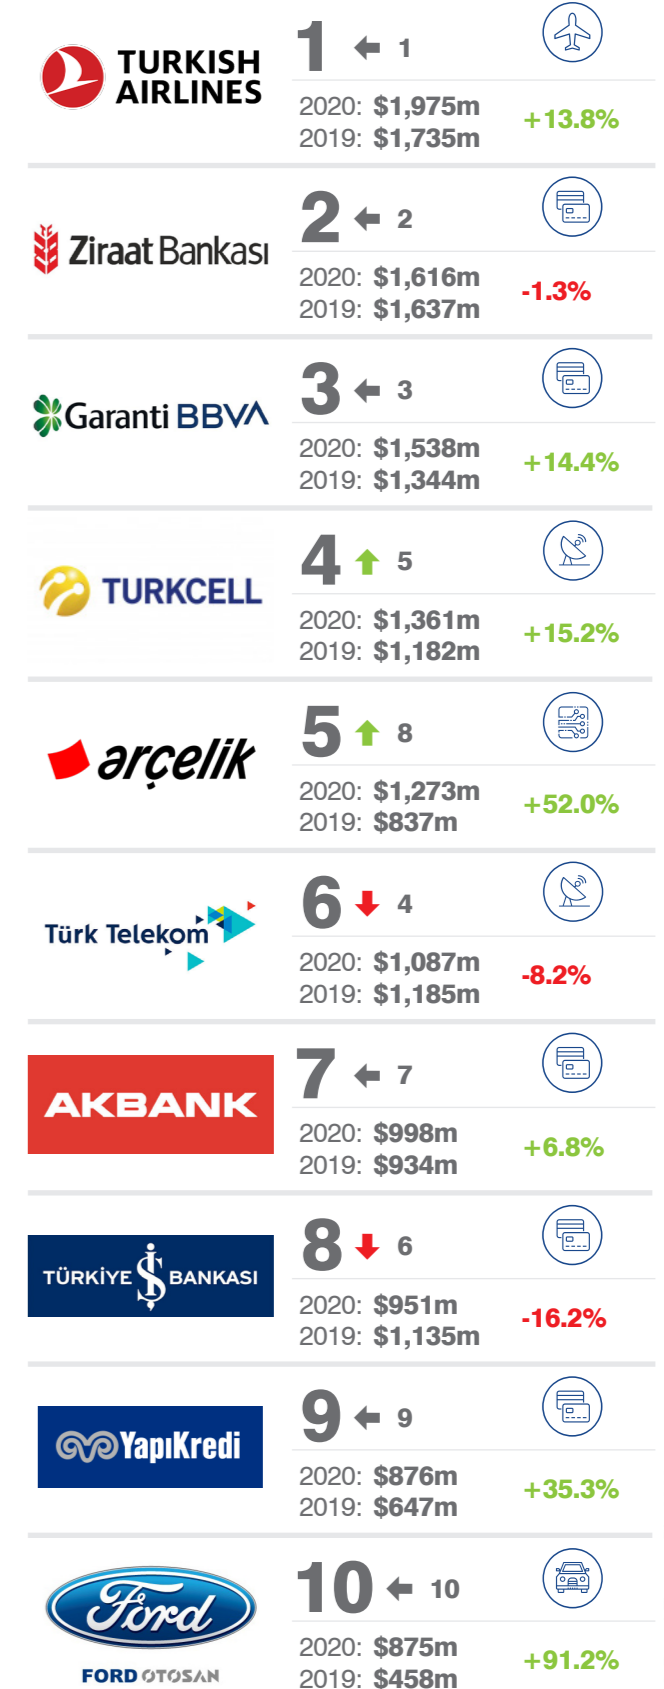 TURKISH
AIRLINES
1 1
2020: $1,975m
2019: $1,735m
+13.8%
Ziraat Bankası
2 2
2020: $1,616m
2019: $1,637m
-1.3%
Garanti BBVA
3 3
2020: $1,538m
2019: $1,344m
+14.4%
TURKCELL
4 5
2020: $1,361m
2019: $1,182m
+15.2%
arçelik
5 8
2020: $1,273m
2019: $837m
+52.0%
Türk Telekom
6 4
2020: $1,087m
2019: $1,185m
-8.2%
AKBANK
7 7
2020: $998m
2019: $934m
+6.8%
TÜRKİYE İŞ BANKASI
8 6
2020: $951m
2019: $1,135m
-16.2%
YapıKredi
9 9
2020: $876m
2019: $647m
+35.3%
Ford
FORD OTOSAN
10 10
2020: $875m
2019: $458m
+91.2%